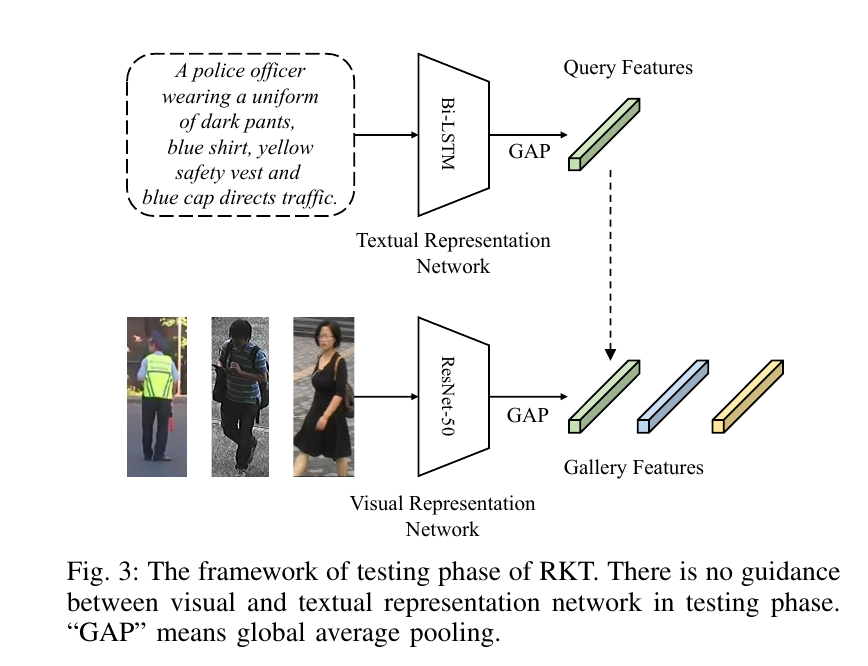 A police officer
wearing a uniform
of dark pants,
blue shirt, yellow
safety vest and
blue cap directs traffic.
Bi-LSTM
GAP
Query Features
Textual Representation
Network
ResNet-50
GAP
Gallery Features
Visual Representation
Network
Fig. 3: The framework of testing phase of RKT. There is no guidance
between visual and textual representation network in testing phase.
“GAP” means global average pooling.